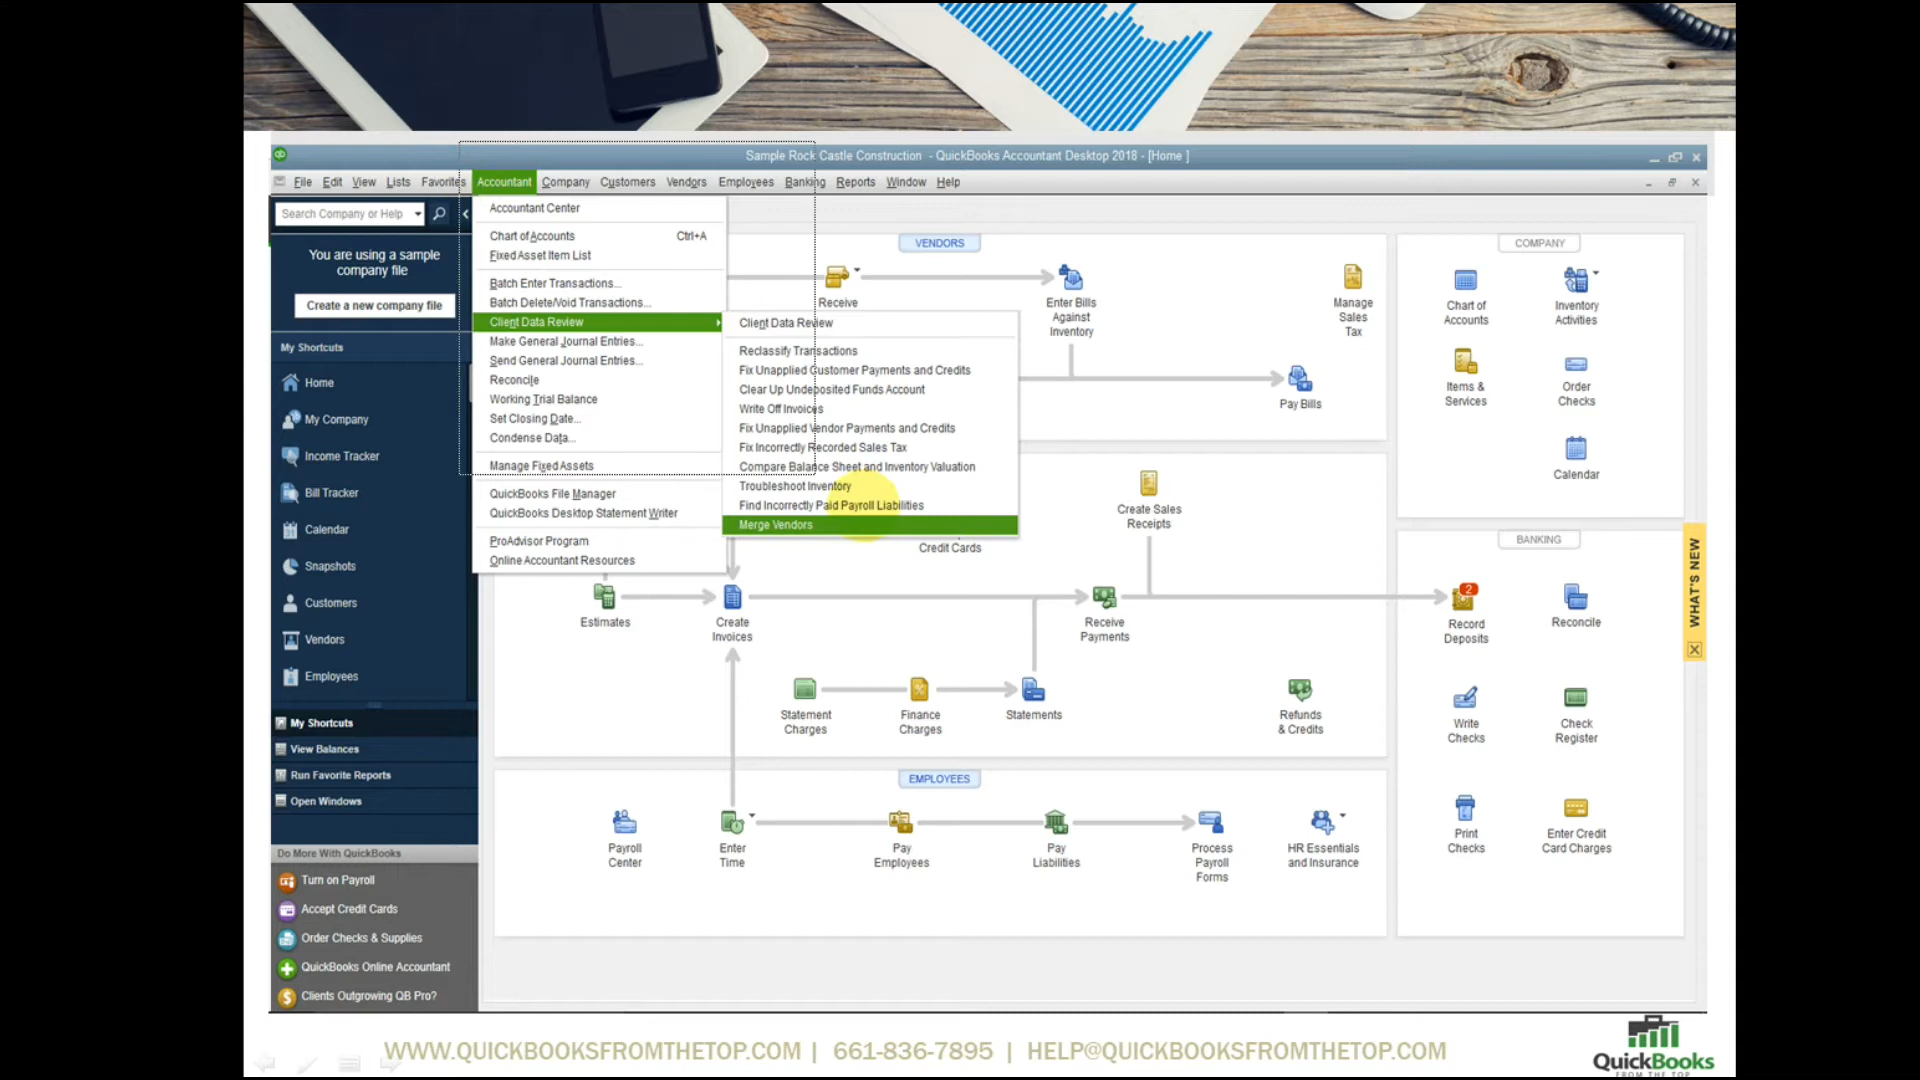 Sample Rock Castle Construction - QuickBooks Accountant Desktop 2018 - [Home ]
File Edit View Lists Favorites Accountant Company Customers Vendors Employees Banking Reports Window Help
Search Company or Help
You are using a sample
company file
Create a new company file
My Shortcuts
Home
My Company
Income Tracker
Bill Tracker
Calendar
Snapshots
Customers
Vendors
Employees
My Shortcuts
View Balances
Run Favorite Reports
Open Windows
Do More With QuickBooks
Turn on Payroll
Accept Credit Cards
Order Checks & Supplies
QuickBooks Online Accountant
Clients Outgrowing QB Pro?
Accountant Center
Chart of Accounts Ctrl+A
Fixed Asset Item List
Batch Enter Transactions...
Batch Delete/Void Transactions...
Client Data Review
Make General Journal Entries...
Send General Journal Entries...
Reconcile
Working Trial Balance
Set Closing Date...
Condense Data...
Manage Fixed Assets
QuickBooks File Manager
QuickBooks Desktop Statement Writer
ProAdvisor Program
Online Accountant Resources
Client Data Review
Reclassify Transactions
Fix Unapplied Customer Payments and Credits
Clear Up Undeposited Funds Account
Write Off Invoices
Fix Unapplied Vendor Payments and Credits
Fix Incorrectly Recorded Sales Tax
Compare Balance Sheet and Inventory Valuation
Troubleshoot Inventory
Find Incorrectly Paid Payroll Liabilities
Merge Vendors
VENDORS
Receive
Enter Bills
Against
Inventory
Manage
Sales
Tax
Pay Bills
Create Sales
Receipts
Credit Cards
Estimates
Create
Invoices
Receive
Payments
Statement
Charges
Finance
Charges
Statements
Refunds
& Credits
EMPLOYEES
Payroll
Center
Enter
Time
Pay
Employees
Pay
Liabilities
Process
Payroll
Forms
HR Essentials
and Insurance
COMPANY
Chart of
Accounts
Inventory
Activities
Items &
Services
Order
Checks
Calendar
BANKING
2
Record
Deposits
Reconcile
Write
Checks
Check
Register
Print
Checks
Enter Credit
Card Charges
WHAT'S NEW
WWW.QUICKBOOKSFROMTHETOP.COM | 661-836-7895 | HELP@QUICKBOOKSFROMTHETOP.COM
QuickBooks
FROM THE TOP